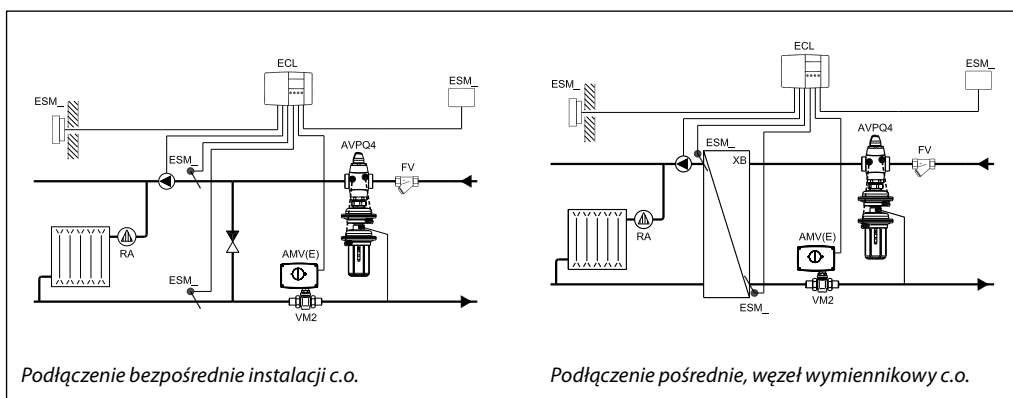 ECL
ESM_
ESM_
AVPQ4
ESM_
FV
RA
AMV(E)
ESM_
VM2
Podłączenie bezpośrednie instalacji c.o.
ECL
ESM_
ESM_
AVPQ4
ESM_
FV
XB
RA
AMV(E)
ESM_
VM2
Podłączenie pośrednie, węzeł wymiennikowy c.o.